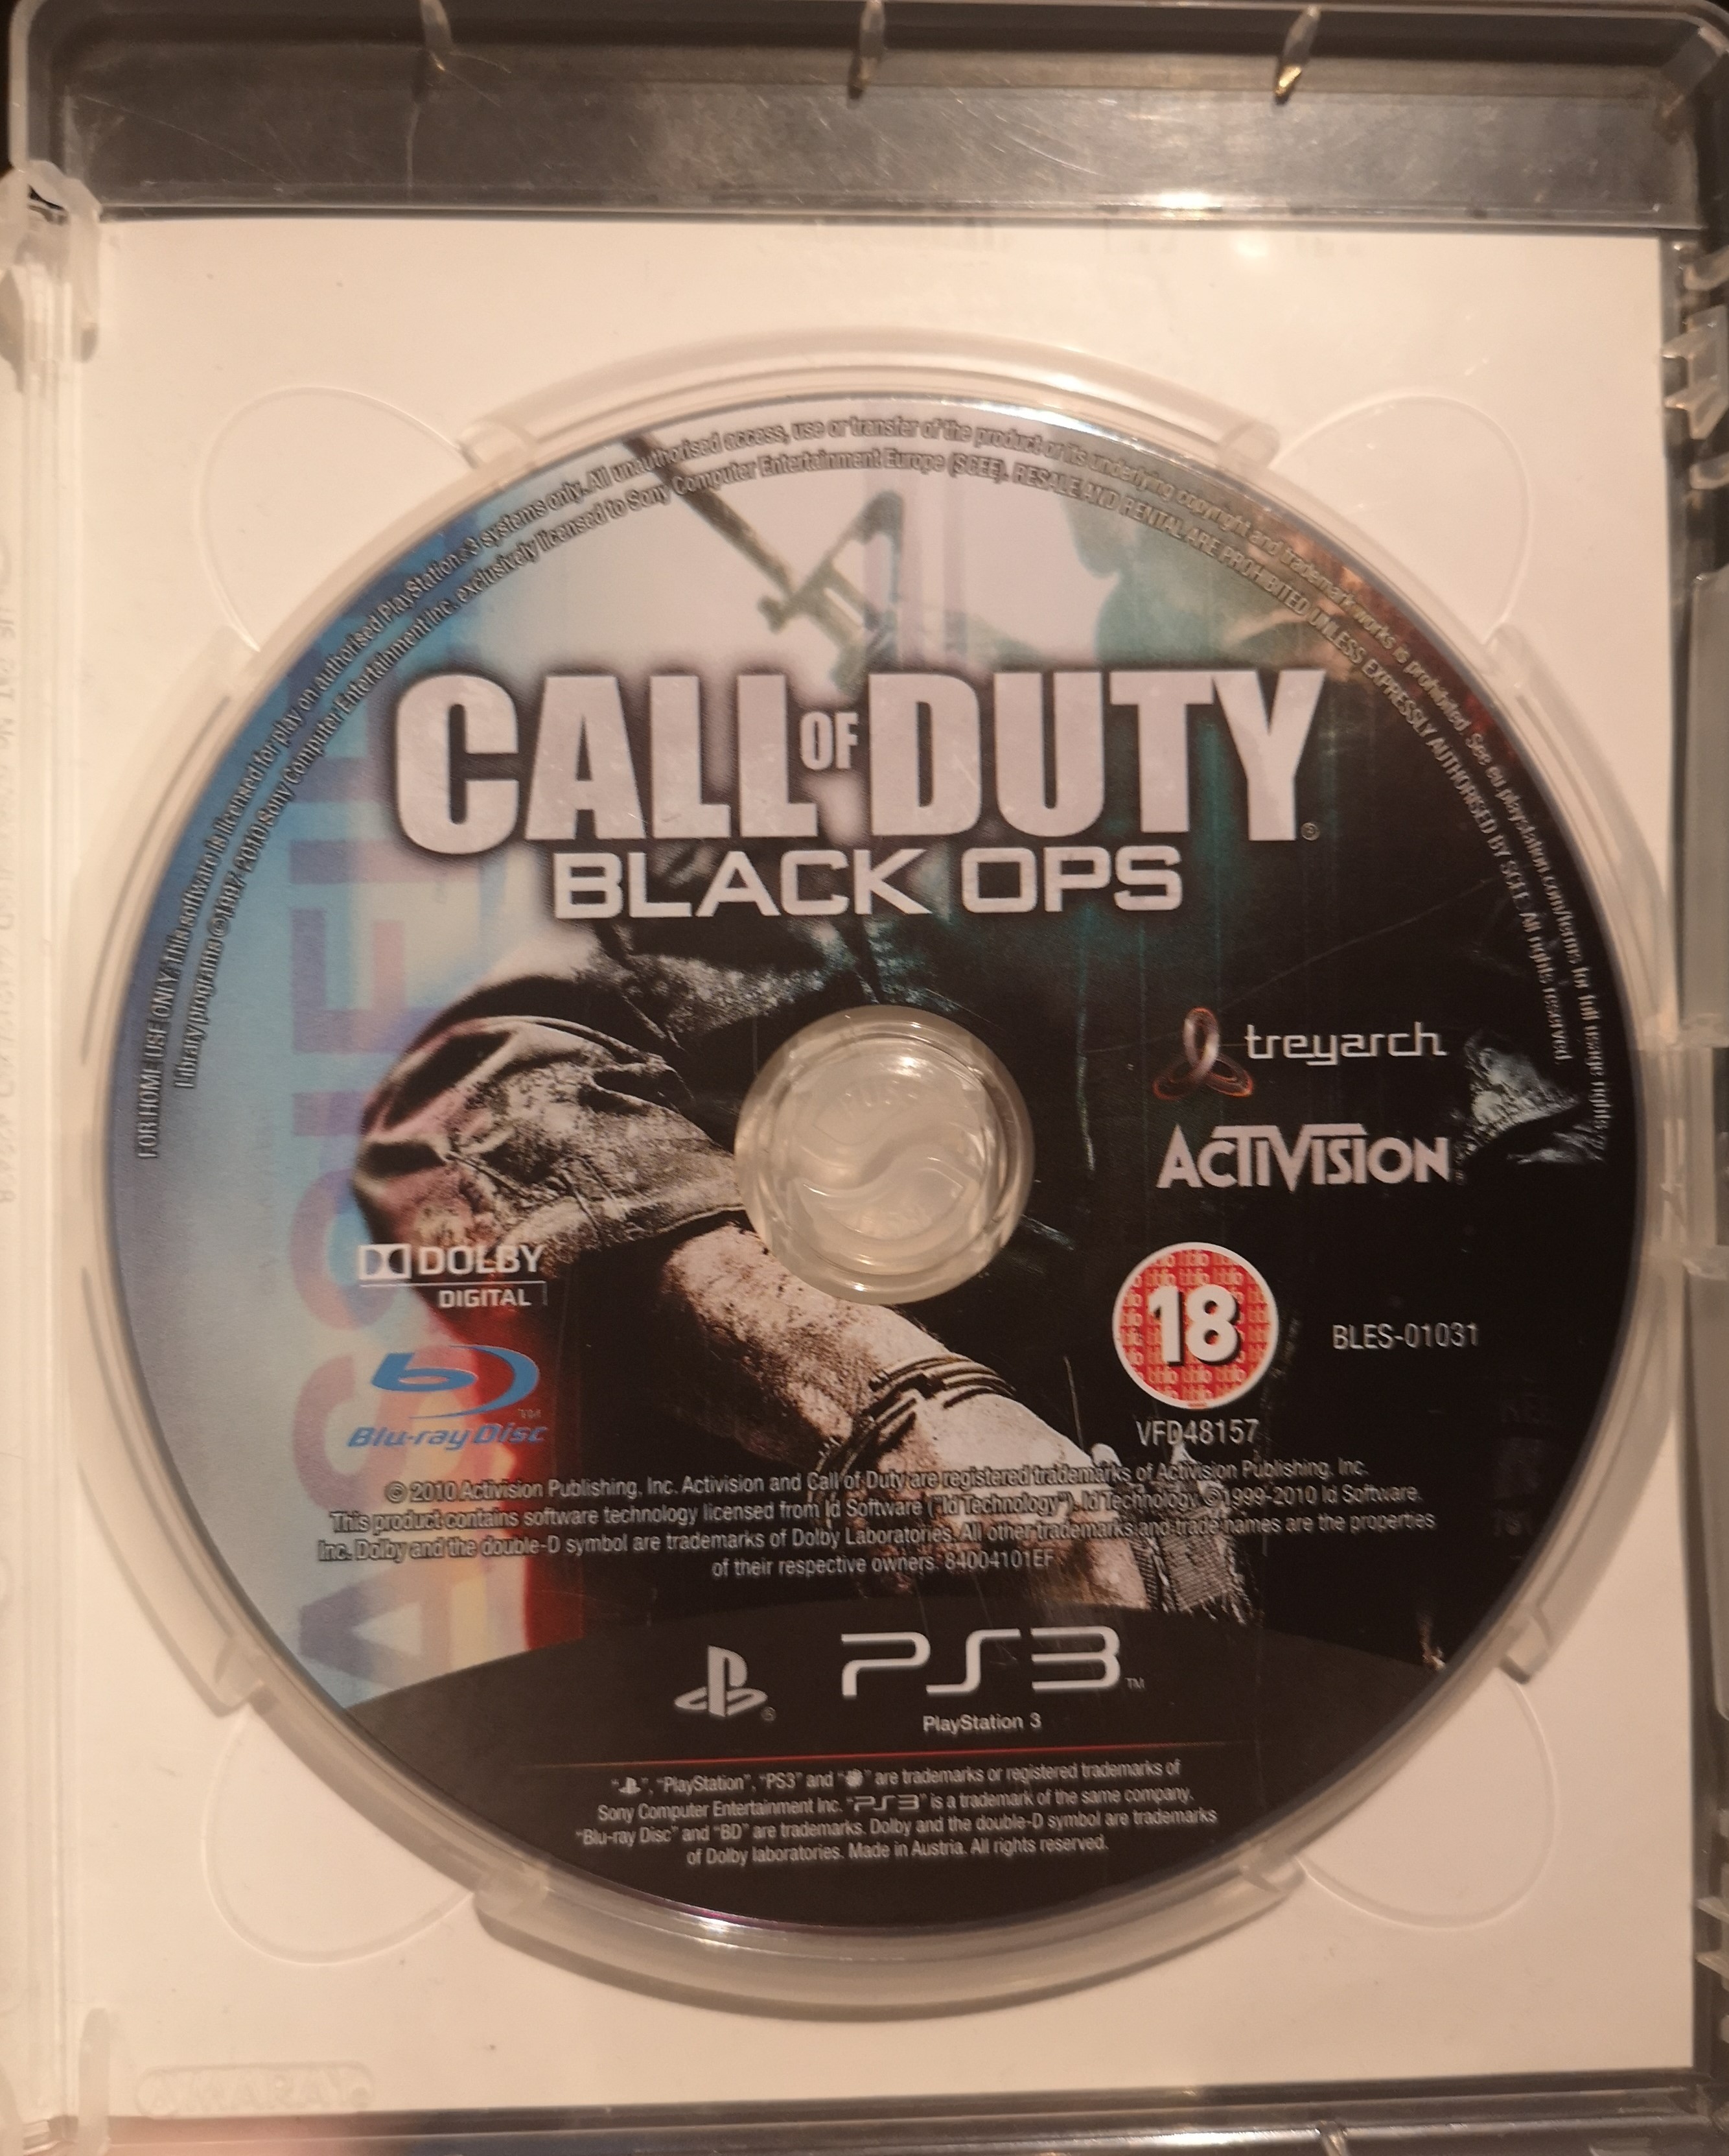 FOR HOME USE ONLY. This software is licensed for play on authorised PlayStation®3 systems only. All unauthorised access, use or transfer of the product or its underlying copyright and trademark works is prohibited. See eu.playstation.com/terms for full usage rights.
Library programs ©1997-2010 Sony Computer Entertainment Inc. exclusively licensed to Sony Computer Entertainment Europe (SCEE). RESALE AND RENTAL ARE PROHIBITED UNLESS EXPRESSLY AUTHORISED BY SCEE. All rights reserved.
CALL OF DUTY®
BLACK OPS
treyarch
ACTIVISION
DOLBY
DIGITAL
18
BLES-01031
Blu-ray Disc™
VFD48157
© 2010 Activision Publishing, Inc. Activision and Call of Duty are registered trademarks of Activision Publishing, Inc.
This product contains software technology licensed from Id Software ("Id Technology"). Id Technology ©1999-2010 Id Software,
Inc. Dolby and the double-D symbol are trademarks of Dolby Laboratories. All other trademarks and trade names are the properties
of their respective owners. 84004101EF
PS3™
PlayStation 3
"", "PlayStation", "PS3" and "" are trademarks or registered trademarks of
Sony Computer Entertainment Inc. "PS3" is a trademark of the same company.
"Blu-ray Disc" and "BD" are trademarks. Dolby and the double-D symbol are trademarks
of Dolby laboratories. Made in Austria. All rights reserved.
AMARAY